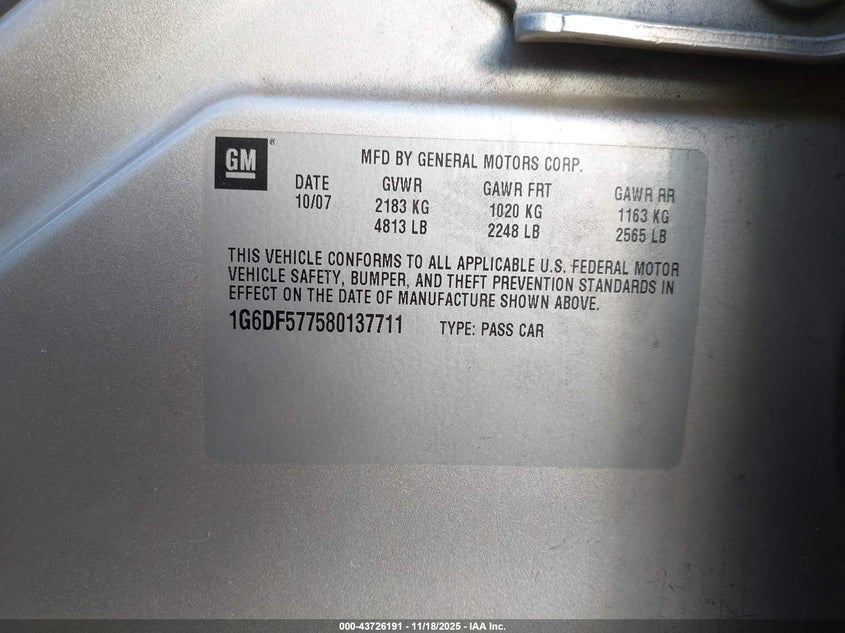 GM®
MFD BY GENERAL MOTORS CORP.
DATE GVWR GAWR FRT GAWR RR
10/07 2183 KG 1020 KG 1163 KG
4813 LB 2248 LB 2565 LB
THIS VEHICLE CONFORMS TO ALL APPLICABLE U.S. FEDERAL MOTOR
VEHICLE SAFETY, BUMPER, AND THEFT PREVENTION STANDARDS IN
EFFECT ON THE DATE OF MANUFACTURE SHOWN ABOVE.
1G6DF577580137711 TYPE: PASS CAR
000-43726191 - 11/18/2025 - IAA Inc.